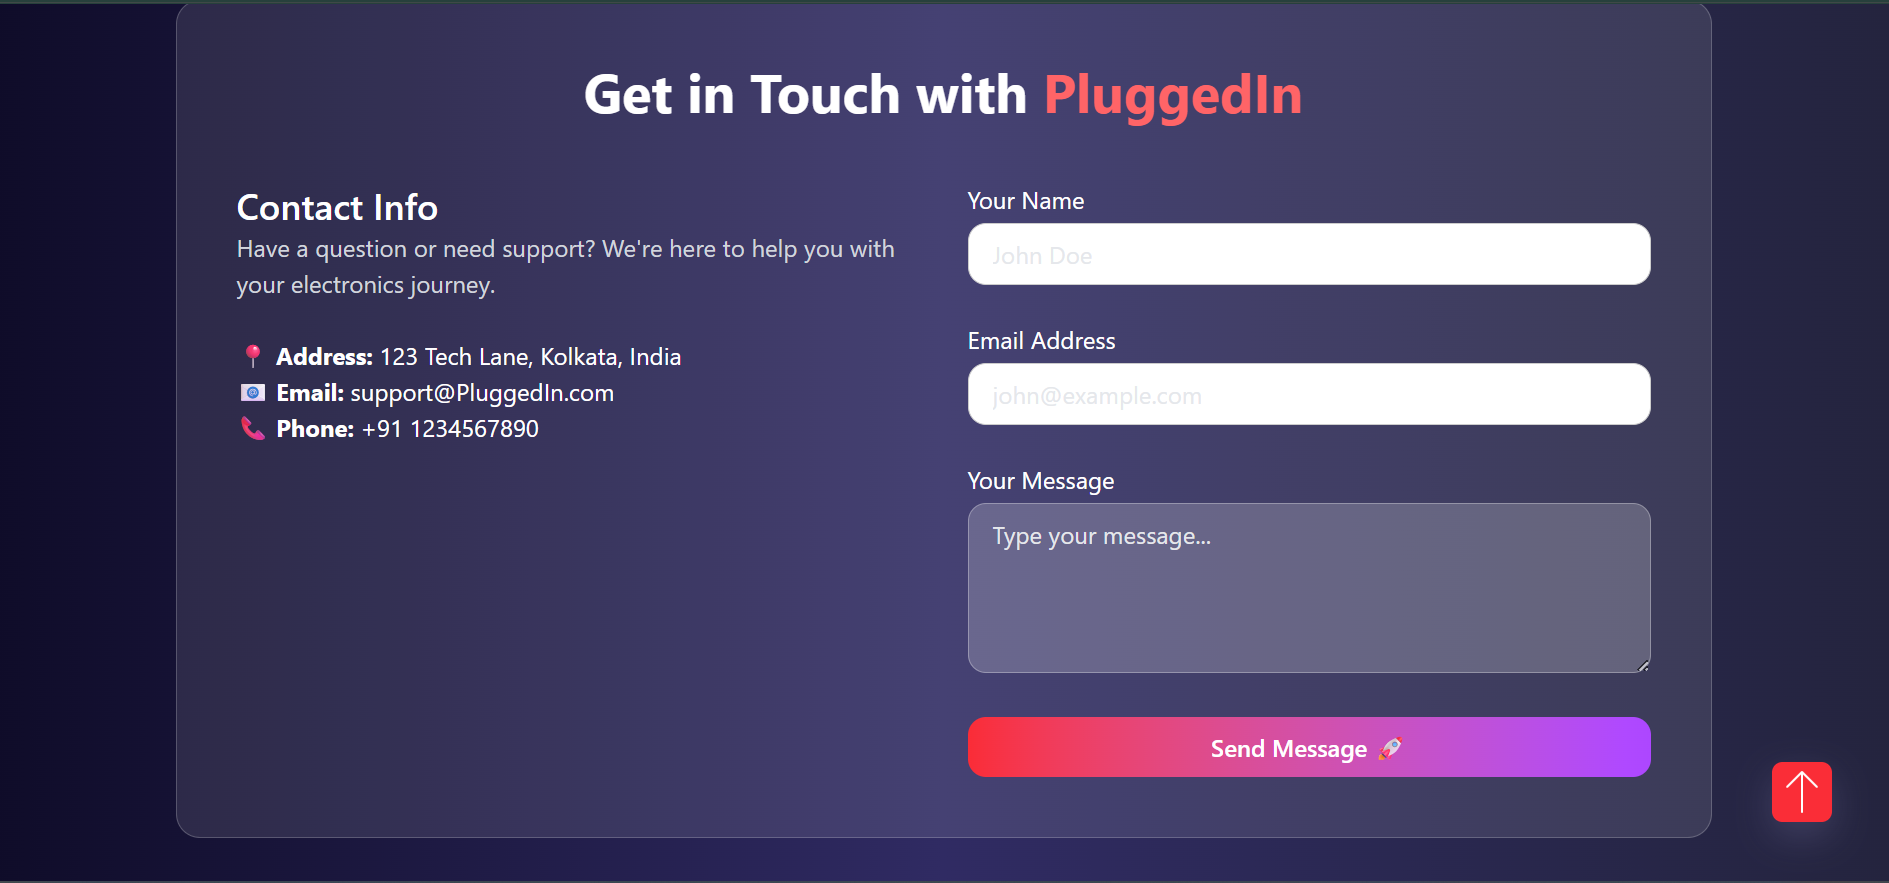 Get in Touch with PluggedIn
Contact Info
Have a question or need support? We're here to help you with
your electronics journey.
📍 Address: 123 Tech Lane, Kolkata, India
📧 Email: support@PluggedIn.com
📞 Phone: +91 1234567890
Your Name
John Doe
Email Address
john@example.com
Your Message
Type your message...
Send Message 🚀